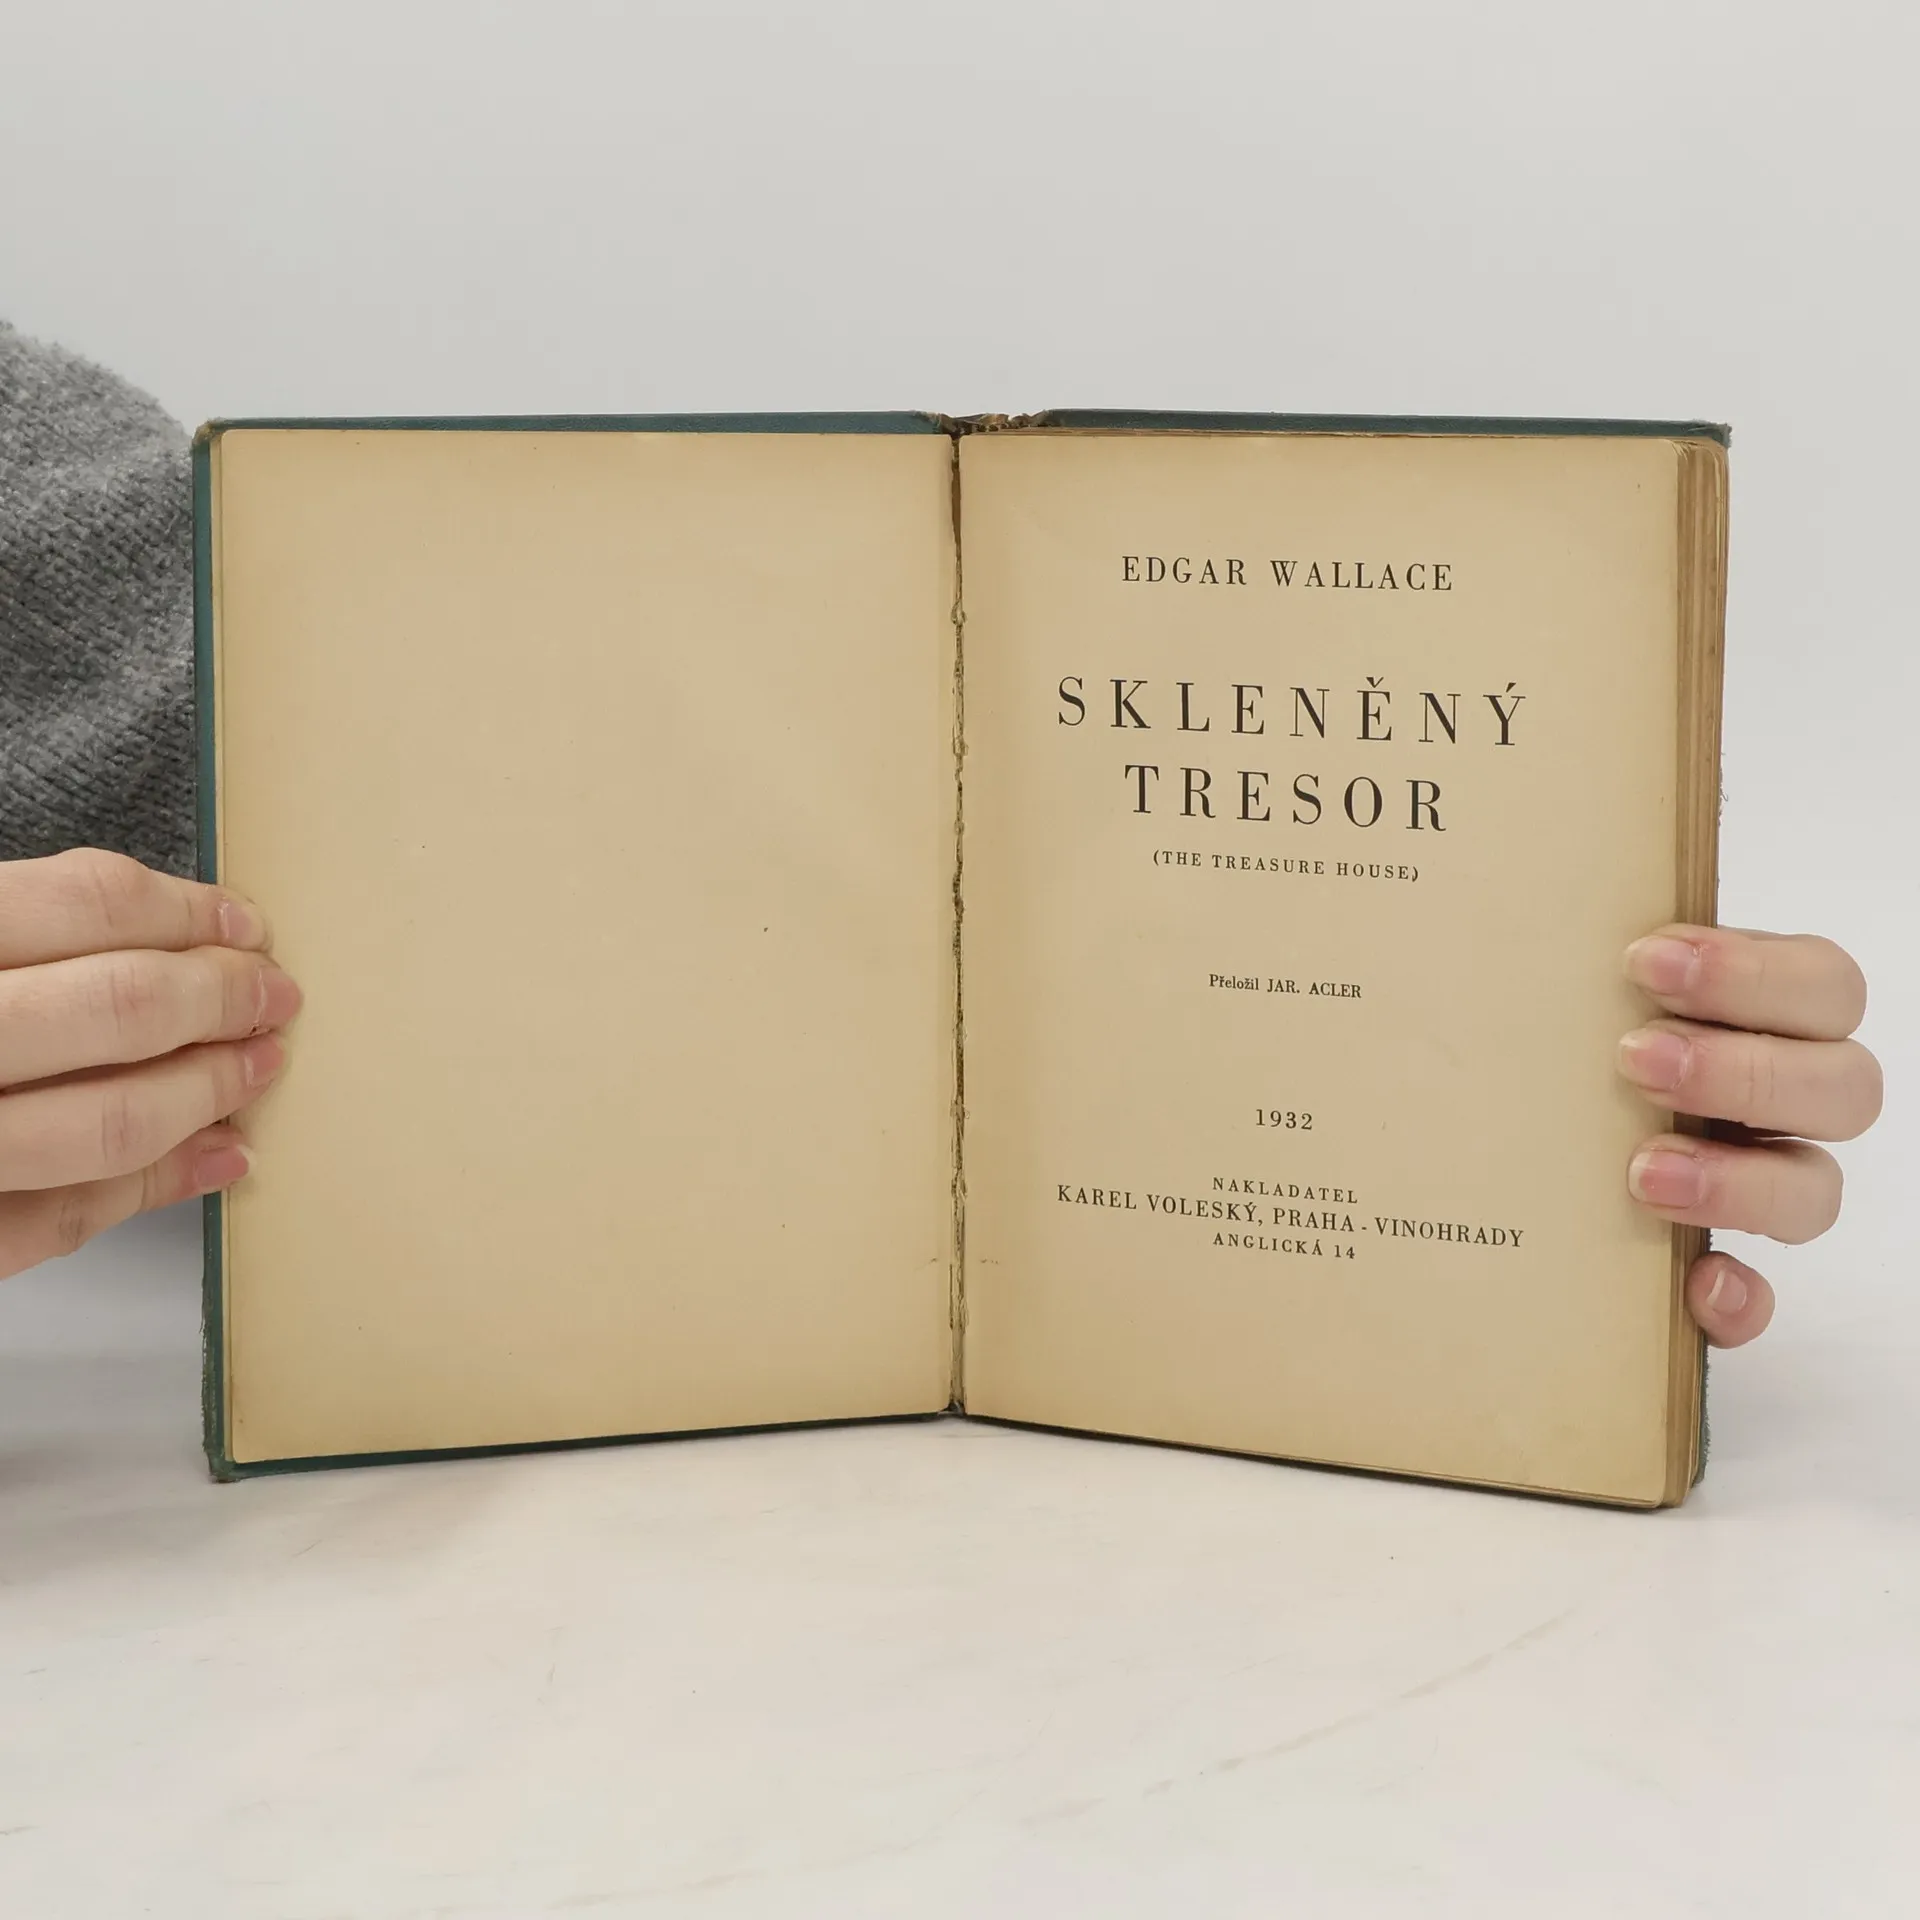 EDGAR WALLACE
SKLENĚNÝ
TRESOR
(THE TREASURE HOUSE)
Přeložil JAR. ACLER
1932
NAKLADATEL
KAREL VOLESKÝ, PRAHA - VINOHRADY
ANGLICKÁ 14